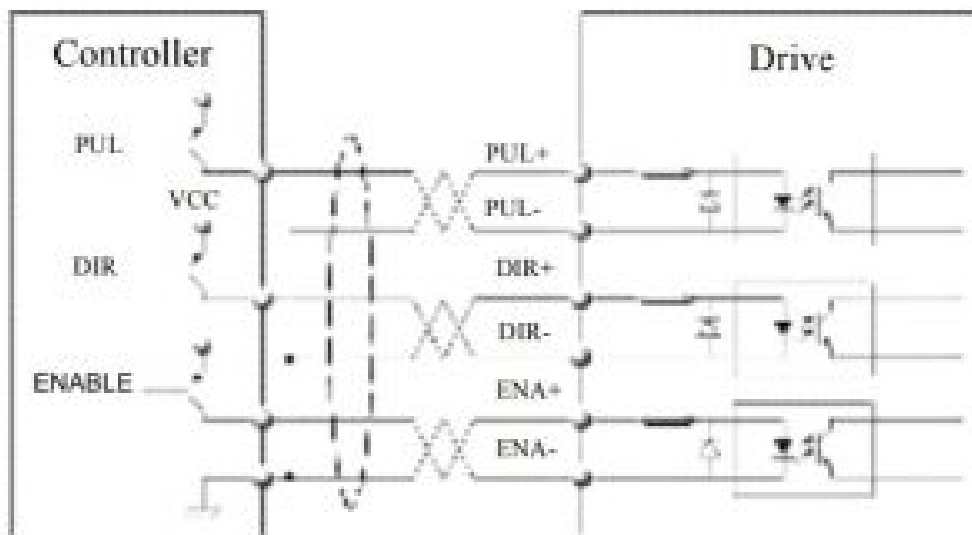 Controller
Drive
PUL
PUL+
VCC
PUL-
DIR
DIR+
DIR-
ENABLE
ENA+
ENA-